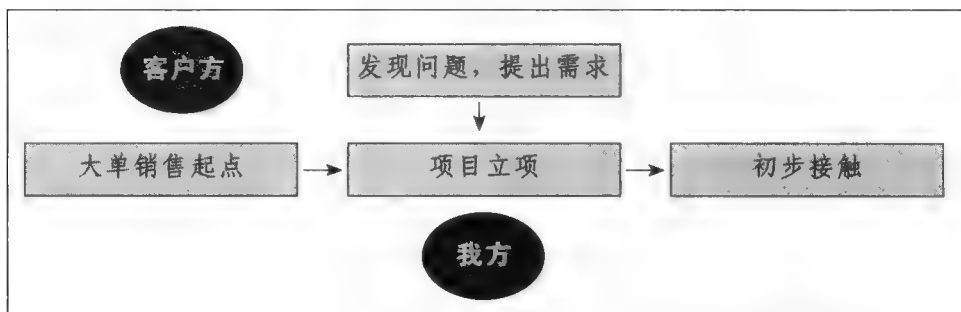 客户方
发现问题，提出需求
大单销售起点
项目立项
初步接触
我方